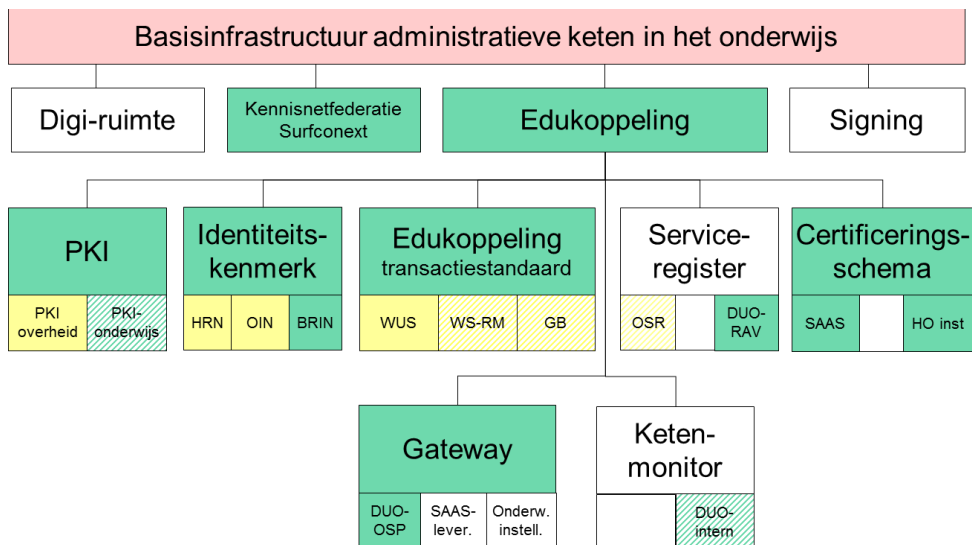 Basisinfrastructuur administratieve keten in het onderwijs
Digi-ruimte
Kennisnetfederatie
Surfconext
Edukoppeling
Signing
PKI
PKI
overheid
PKI-
onderwijs
Identiteits-
kenmerk
HRN
OIN
BRIN
Edukoppeling
transactiestandaard
WUS
WS-RM
GB
Service-
register
OSR
DUO-
RAV
Certificerings-
schema
SAAS
HO inst
Gateway
DUO-
OSP
SAAS-
lever.
Onderw.
instell.
Keten-
monitor
DUO-
intern